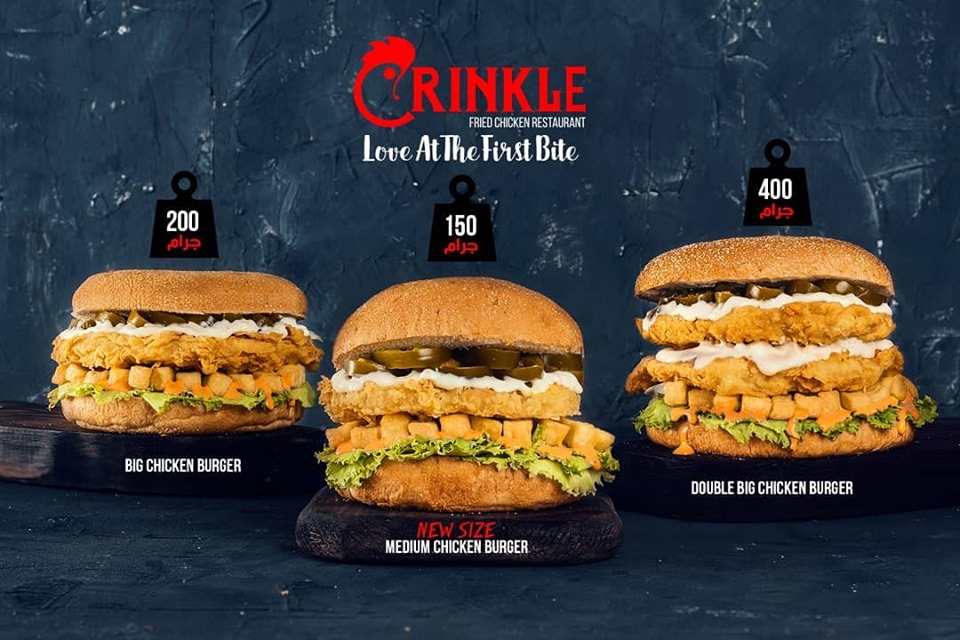 CRINKLE
FRIED CHICKEN RESTAURANT
Love At The First Bite
200
جرام
150
جرام
400
جرام
BIG CHICKEN BURGER
NEW SIZE
MEDIUM CHICKEN BURGER
DOUBLE BIG CHICKEN BURGER